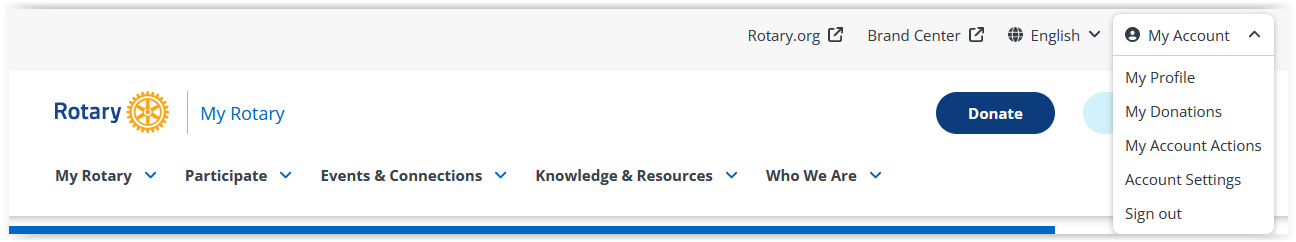 Rotary.org Brand Center English My Account
My Profile
My Donations
My Account Actions
Account Settings
Sign out
Rotary My Rotary
Donate
My Rotary Participate Events & Connections Knowledge & Resources Who We Are